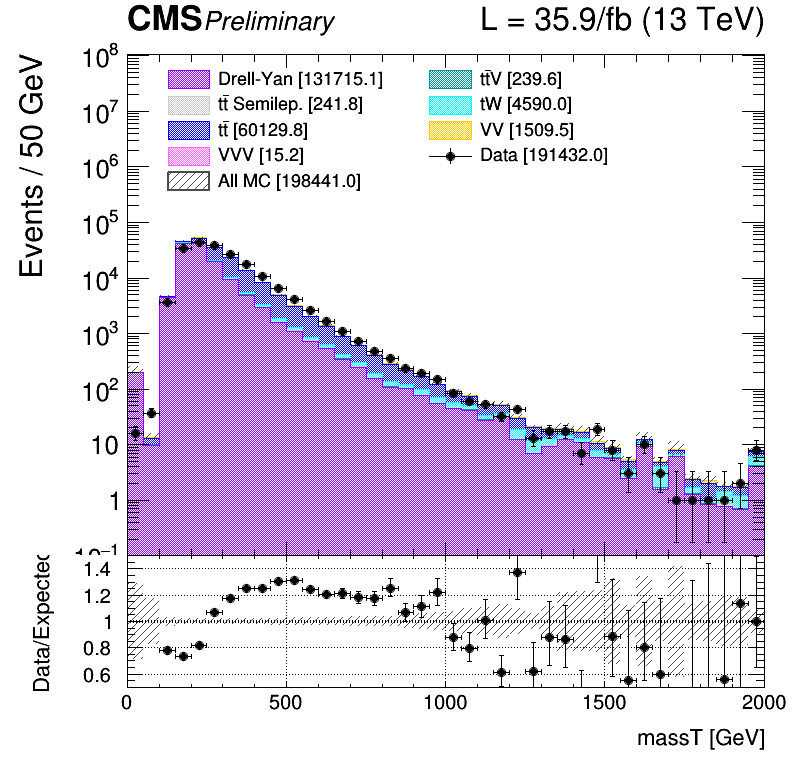 CMS Preliminary L = 35.9/fb (13 TeV)
Events / 50 GeV
10⁸
10⁷
10⁶
10⁵
10⁴
10³
10²
10
1
10⁻¹
Drell-Yan [131715.1]
tt̄ Semilep. [241.8]
tt̄ [60129.8]
VVV [15.2]
All MC [198441.0]
tt̄V [239.6]
tW [4590.0]
VV [1509.5]
Data [191432.0]
Data/Expected
1.4
1.2
1
0.8
0.6
0 500 1000 1500 2000
massT [GeV]